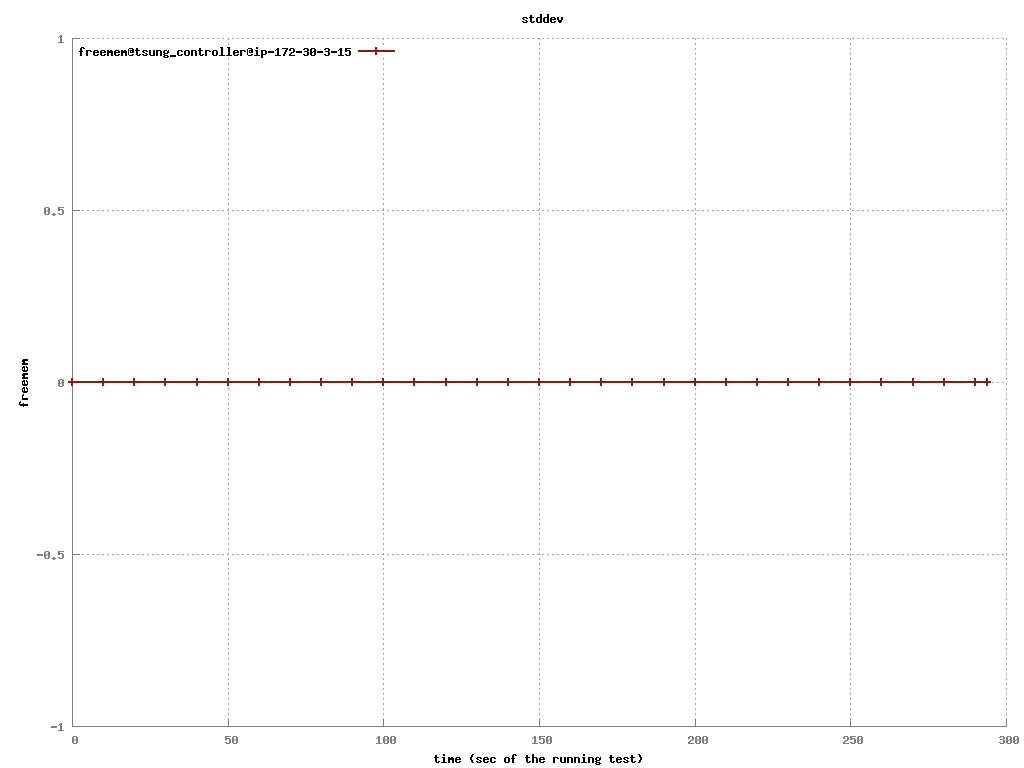 stddev
freemem@tsung_controller@ip-172-30-3-15
1
0.5
0
-0.5
-1
freemem
0 50 100 150 200 250 300
time (sec of the running test)